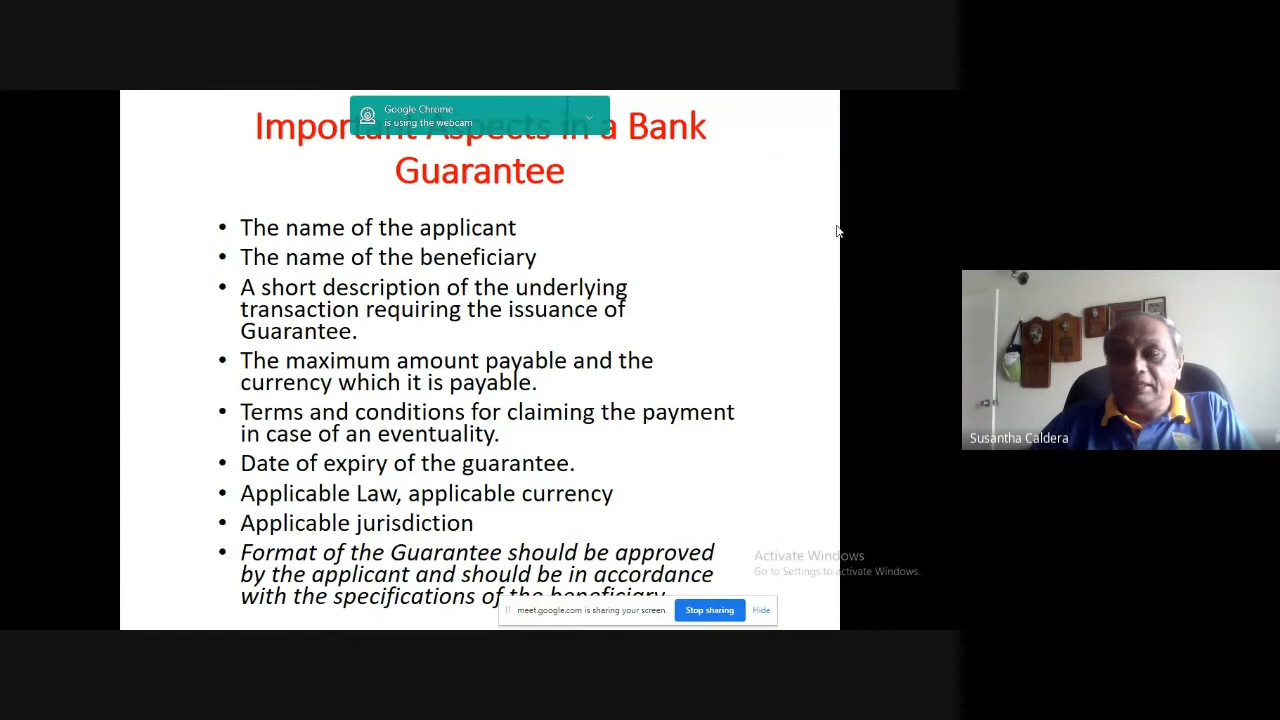 Google Chrome
is using the webcam
Important Aspects in a Bank
Guarantee
• The name of the applicant
• The name of the beneficiary
• A short description of the underlying
transaction requiring the issuance of
Guarantee.
• The maximum amount payable and the
currency which it is payable.
• Terms and conditions for claiming the payment
in case of an eventuality.
• Date of expiry of the guarantee.
• Applicable Law, applicable currency
• Applicable jurisdiction
• Format of the Guarantee should be approved
by the applicant and should be in accordance
with the specifications of the beneficiary
meet.google.com is sharing your screen.
Stop sharing
Hide
Activate Windows
Go to Settings to activate Windows.
Susantha Caldera